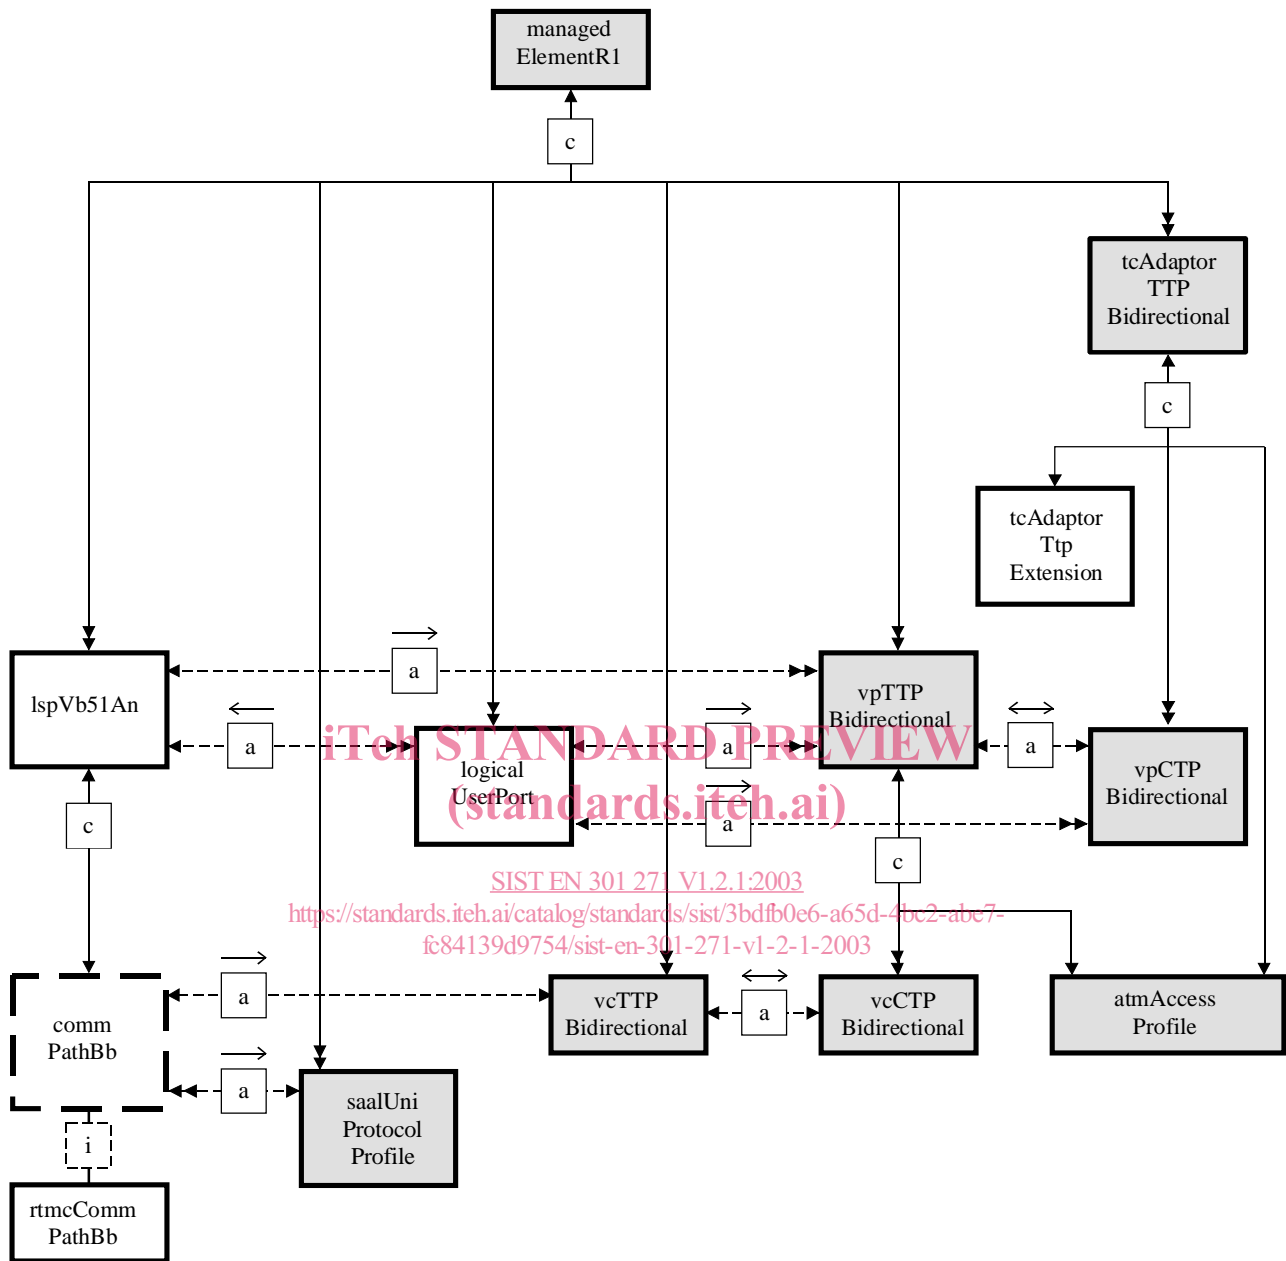 managed
ElementR1
c
tcAdaptor
TTP
Bidirectional
c
tcAdaptor
Ttp
Extension
lspVb51An
a
vpTTP
Bidirectional
a
logical
UserPort
a
a
vpCTP
Bidirectional
a
iTeh STANDARD PREVIEW
(standards.iteh.ai)
c
c
SIST EN 301 271 V1.2.1:2003
https://standards.iteh.ai/catalog/standards/sist/3bdfb0e6-a65d-4bc2-abe7-
fc84139d9754/sist-en-301-271-v1-2-1-2003
comm
PathBb
a
vcTTP
Bidirectional
a
vcCTP
Bidirectional
atmAccess
Profile
a
saalUni
Protocol
Profile
i
rtmcComm
PathBb